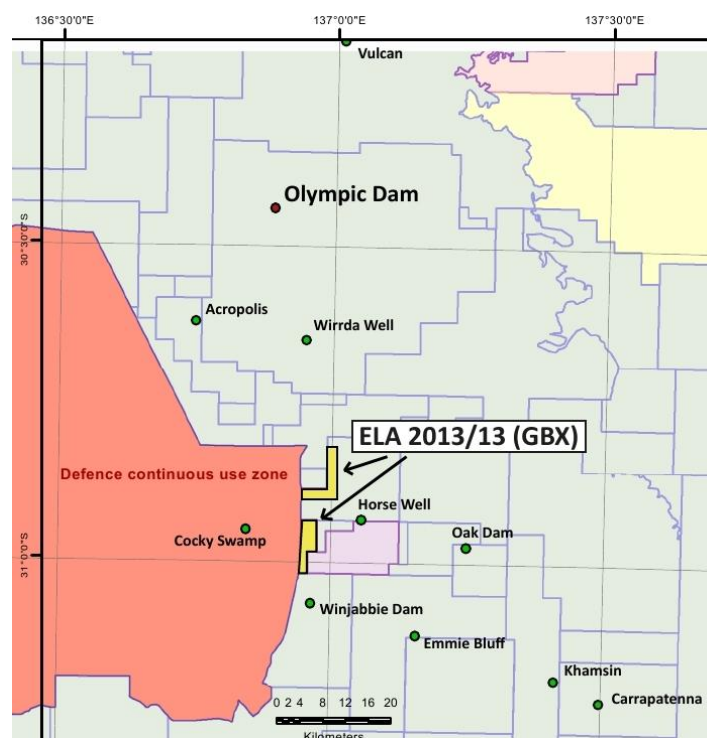 136°30'0"E
137°0'0"E
137°30'0"E
Vulcan
Olympic Dam
30°30'0"S
Acropolis
Wirrda Well
ELA 2013/13 (GBX)
Defence continuous use zone
Horse Well
Cocky Swamp
Oak Dam
31°0'0"S
Winjabbie Dam
Emmie Bluff
Khamsin
Carrapatenna
0 2 4 8 12 16 20
Kilometers